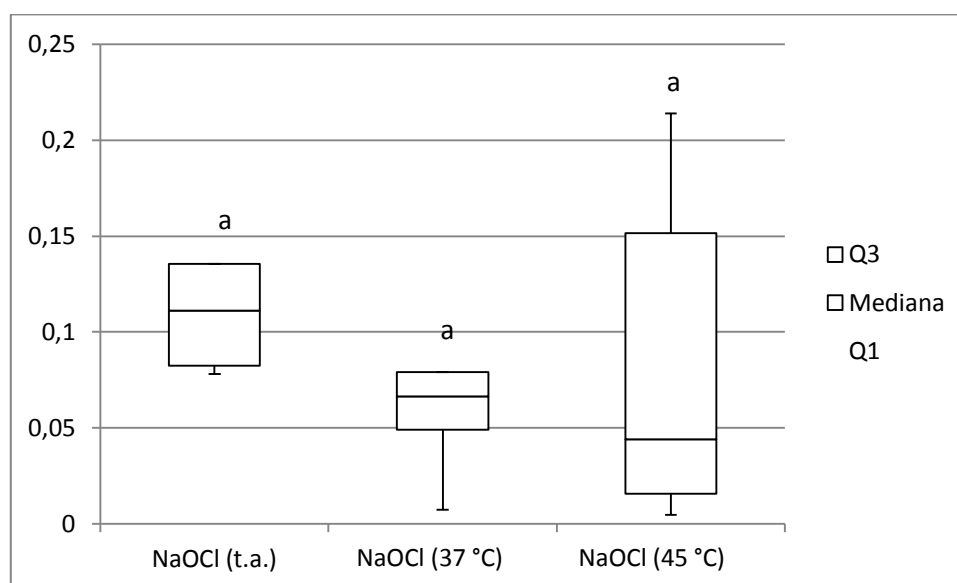 0,25
0,2
0,15
0,1
0,05
0
a
a
a
NaOCl (t.a.)
NaOCl (37 °C)
NaOCl (45 °C)
Q3
Mediana
Q1